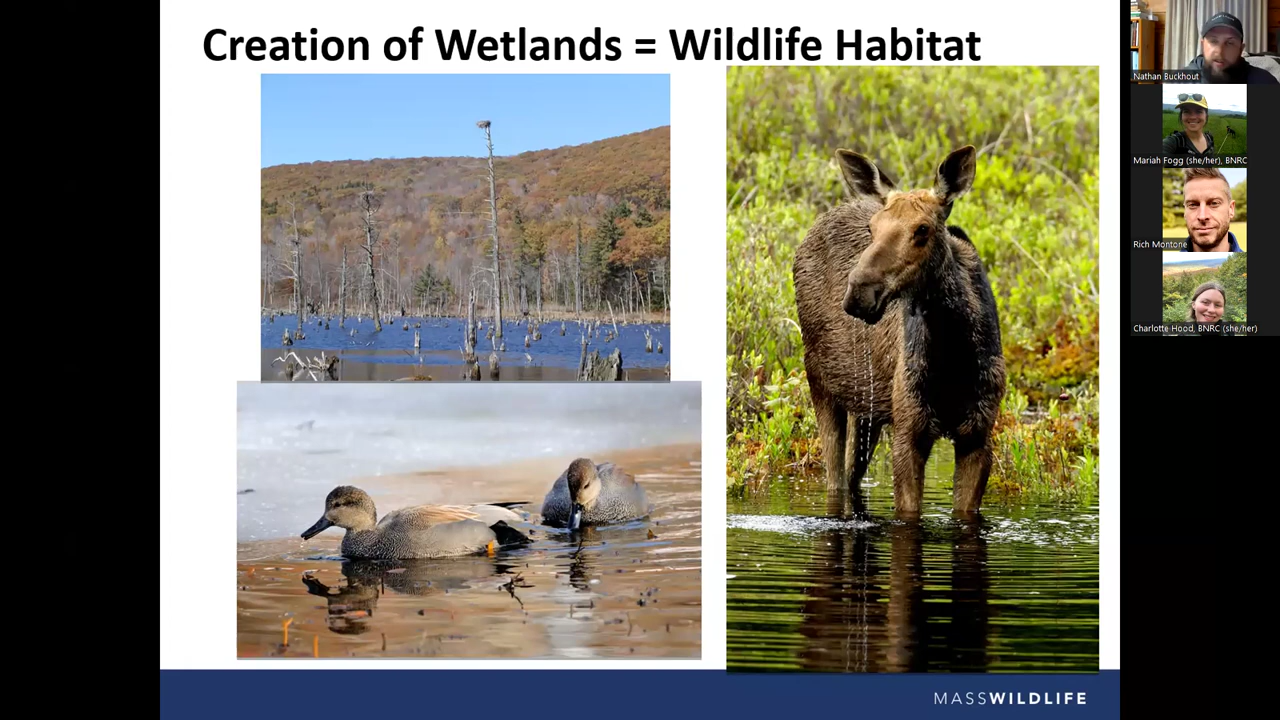 Creation of Wetlands = Wildlife Habitat
MASSWILDLIFE
Nathan Buckhout
Mariah Fogg (she/her), BNRC
Rich Montone
Charlotte Hood, BNRC (she/her)